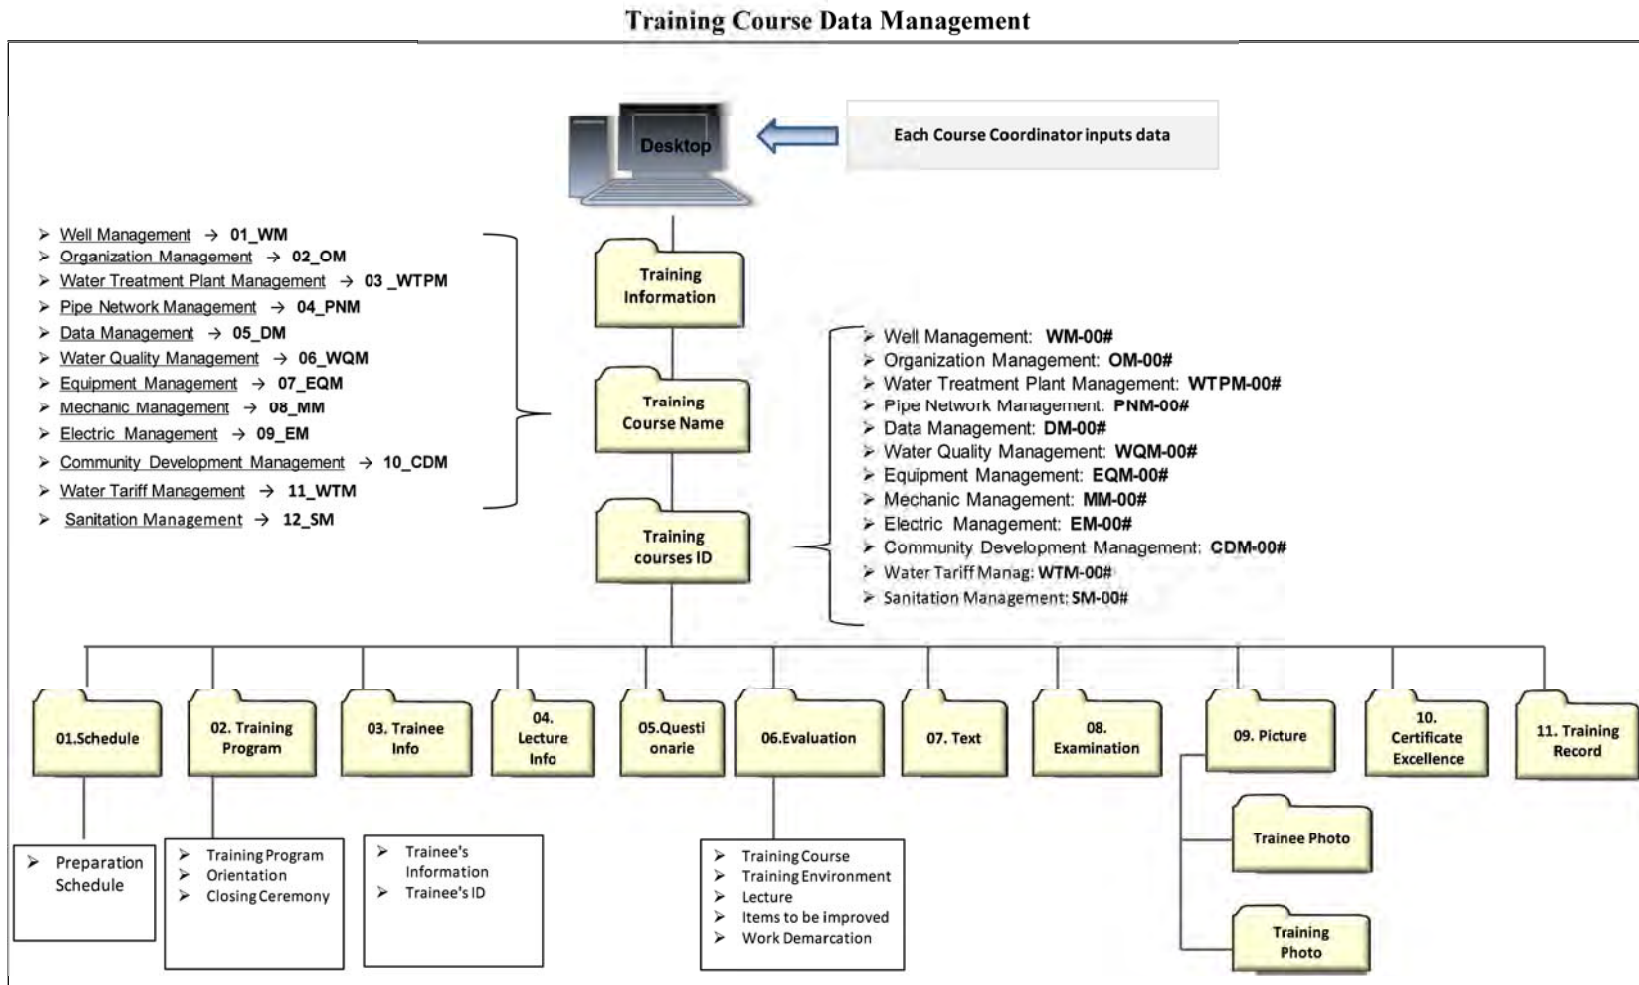 Training Course Data Management
Desktop
Each Course Coordinator inputs data
➢ Well Management → 01_WM
➢ Organization Management → 02_OM
➢ Water Treatment Plant Management → 03 _WTPM
➢ Pipe Network Management → 04_PNM
➢ Data Management → 05_DM
➢ Water Quality Management → 06_WQM
➢ Equipment Management → 07_EQM
➢ Mechanic Management → 08_MM
➢ Electric Management → 09_EM
➢ Community Development Management → 10_CDM
➢ Water Tariff Management → 11_WTM
➢ Sanitation Management → 12_SM
Training
Information
Training
Course Name
Training
courses ID
➢ Well Management: WM-00#
➢ Organization Management: OM-00#
➢ Water Treatment Plant Management: WTPM-00#
➢ Pipe Network Management: PNM-00#
➢ Data Management: DM-00#
➢ Water Quality Management: WQM-00#
➢ Equipment Management: EQM-00#
➢ Mechanic Management: MM-00#
➢ Electric Management: EM-00#
➢ Community Development Management: CDM-00#
➢ Water Tariff Manag: WTM-00#
➢ Sanitation Management: SM-00#
01.Schedule
02. Training
Program
03. Trainee
Info
04.
Lecture
Info
05.Questi
onarie
06.Evaluation
07. Text
08.
Examination
09. Picture
10.
Certificate
Excellence
11. Training
Record
➢ Preparation
Schedule
➢ Training Program
➢ Orientation
➢ Closing Ceremony
➢ Trainee's
Information
➢ Trainee's ID
➢ Training Course
➢ Training Environment
➢ Lecture
➢ Items to be improved
➢ Work Demarcation
Trainee Photo
Training
Photo